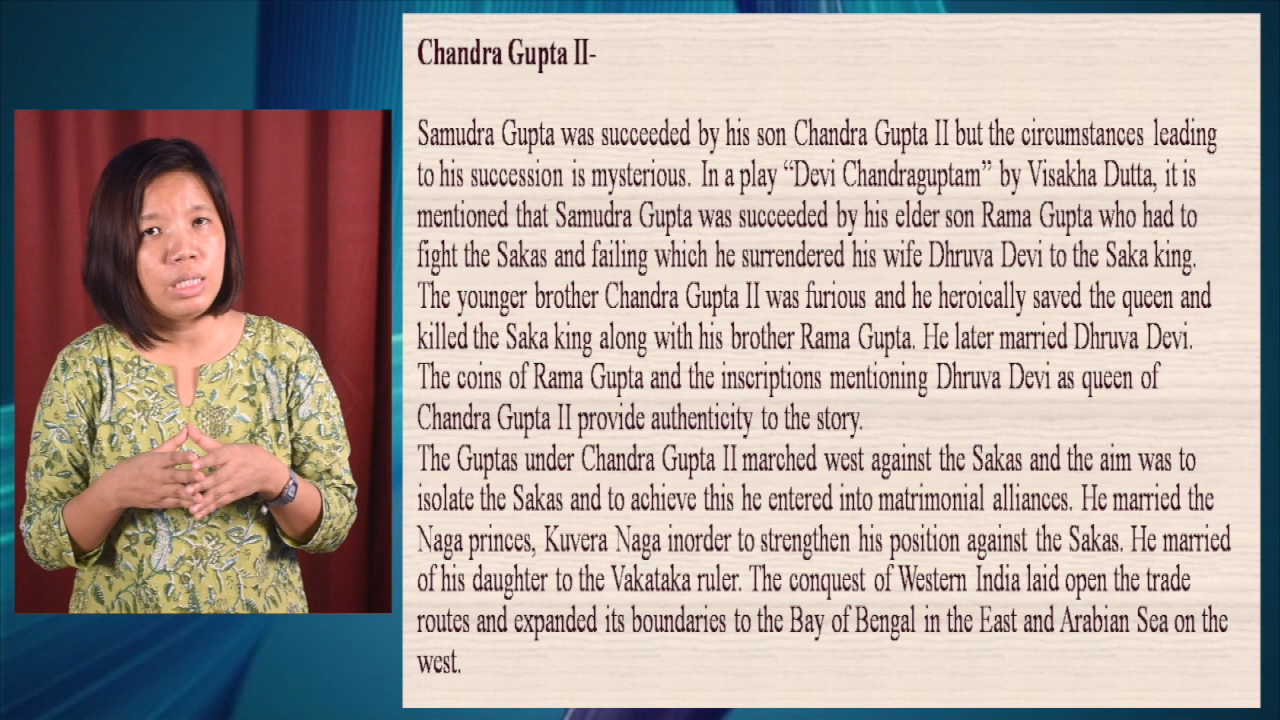 Chandra Gupta II-
Samudra Gupta was succeeded by his son Chandra Gupta II but the circumstances leading
to his succession is mysterious. In a play “Devi Chandraguptam” by Visakha Dutta, it is
mentioned that Samudra Gupta was succeeded by his elder son Rama Gupta who had to
fight the Sakas and failing which he surrendered his wife Dhruva Devi to the Saka king.
The younger brother Chandra Gupta II was furious and he heroically saved the queen and
killed the Saka king along with his brother Rama Gupta. He later married Dhruva Devi.
The coins of Rama Gupta and the inscriptions mentioning Dhruva Devi as queen of
Chandra Gupta II provide authenticity to the story.
The Guptas under Chandra Gupta II marched west against the Sakas and the aim was to
isolate the Sakas and to achieve this he entered into matrimonial alliances. He married the
Naga princes, Kuvera Naga inorder to strengthen his position against the Sakas. He married
of his daughter to the Vakataka ruler. The conquest of Western India laid open the trade
routes and expanded its boundaries to the Bay of Bengal in the East and Arabian Sea on the
west.